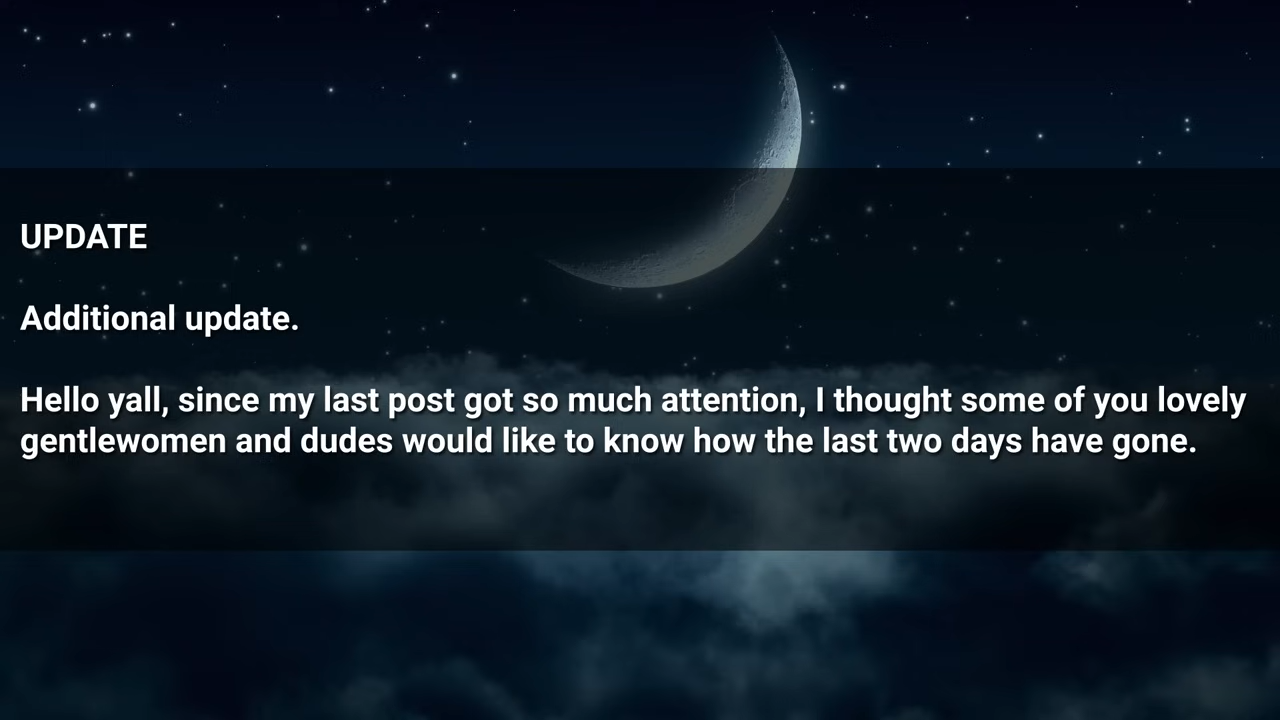 UPDATE
Additional update.
Hello yall, since my last post got so much attention, I thought some of you lovely
gentlewomen and dudes would like to know how the last two days have gone.